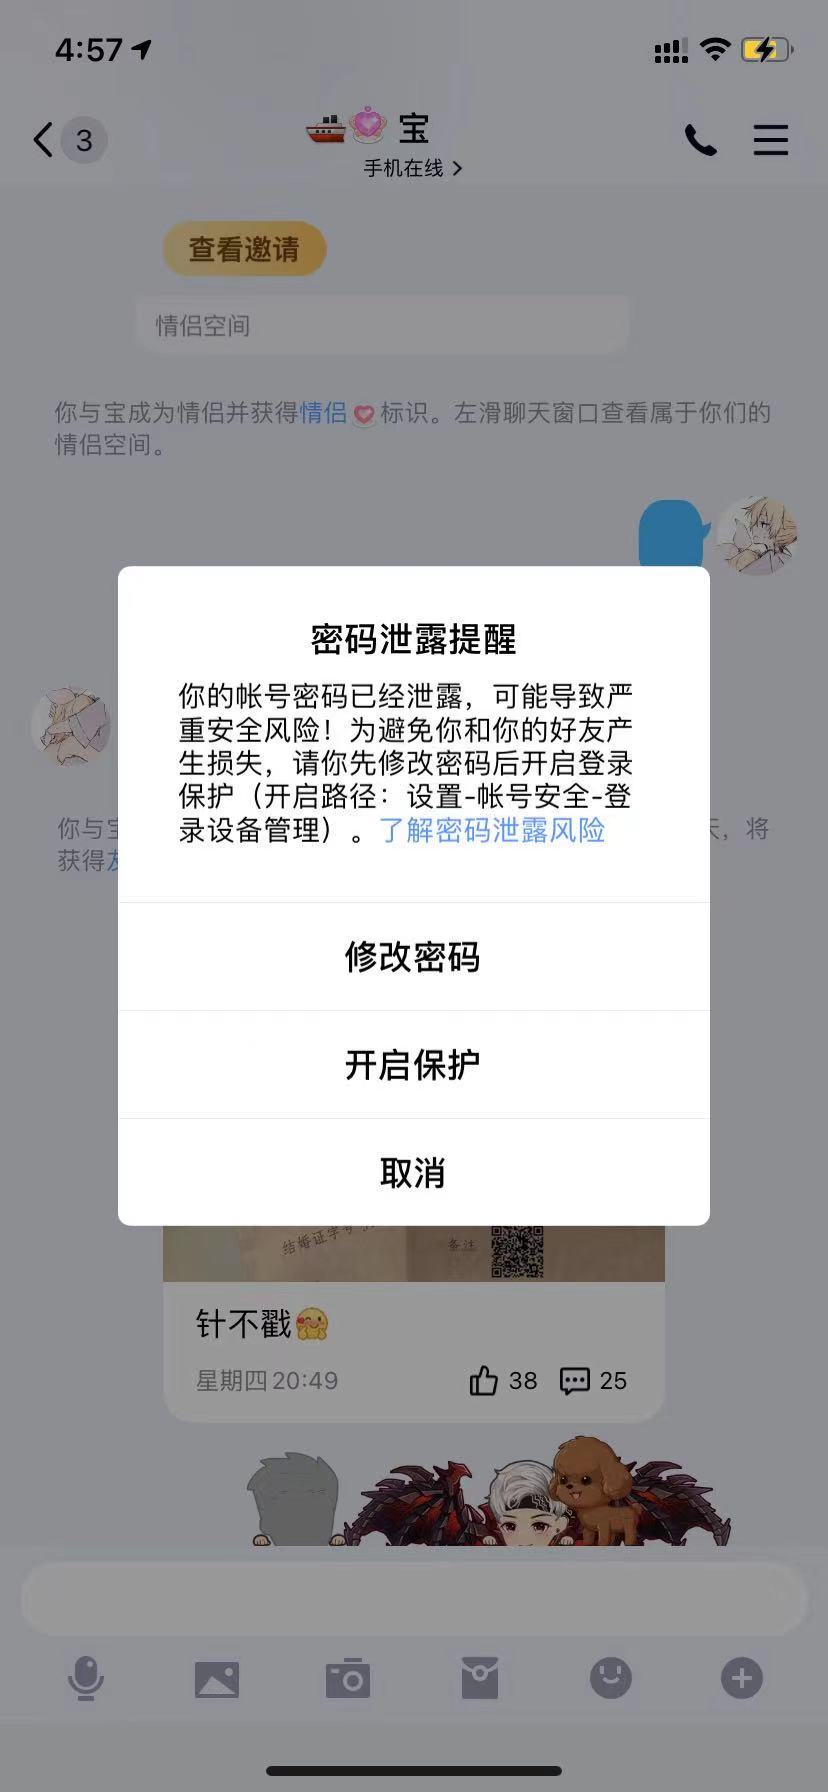 4:57
3
宝
手机在线
查看邀请
情侣空间
你与宝成为情侣并获得情侣标识。左滑聊天窗口查看属于你们的
情侣空间。
密码泄露提醒
你的帐号密码已经泄露，可能导致严
重安全风险！为避免你和你的好友产
生损失，请你先修改密码后开启登录
保护（开启路径：设置-帐号安全-登
录设备管理）。了解密码泄露风险
你与宝
天，将
获得友
修改密码
开启保护
取消
结婚证字号
备注
针不戳
星期四20:49
38
25